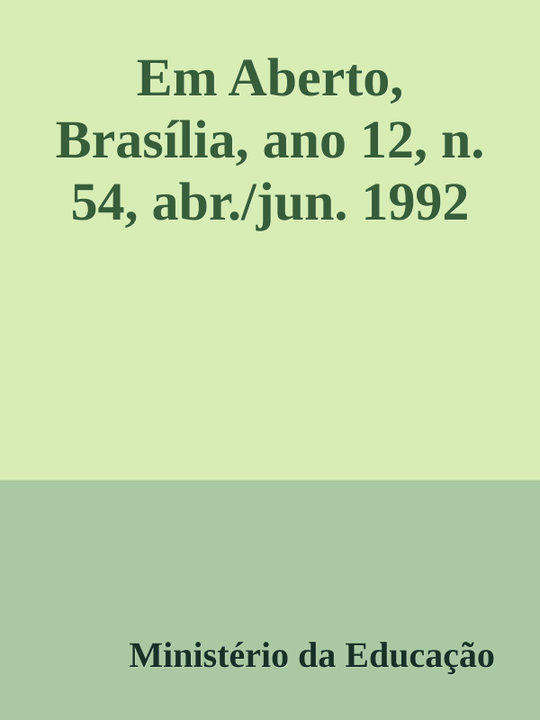 Em Aberto,
Brasília, ano 12, n.
54, abr./jun. 1992
Ministério da Educação